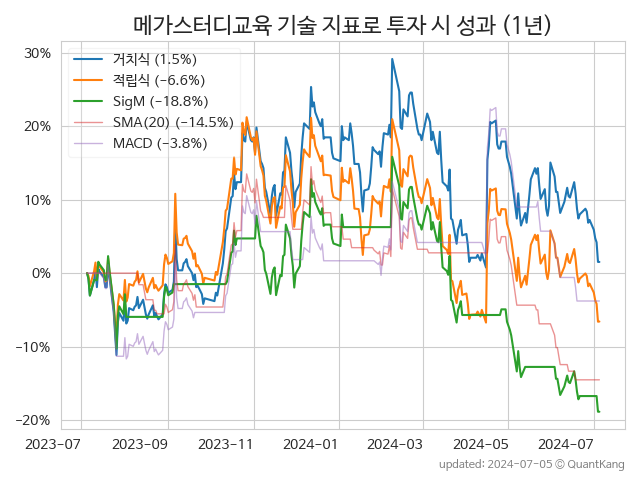 메가스터디교육 기술 지표로 투자 시 성과 (1년)
거치식 (1.5%)
적립식 (−6.6%)
SigM (−18.8%)
SMA(20) (−14.5%)
MACD (−3.8%)
30%
20%
10%
0%
−10%
−20%
2023-07 2023-09 2023-11 2024-01 2024-03 2024-05 2024-07
updated: 2024-07-05 © QuantKang